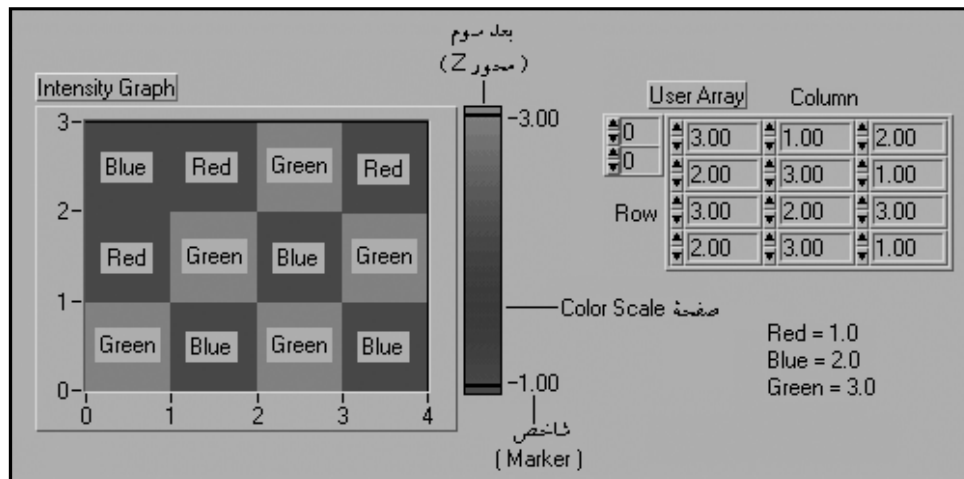 بعد سوم
(محور Z)
Intensity Graph
3
2
1
0
0 1 2 3 4
Blue Red Green Red
Red Green Blue Green
Green Blue Green Blue
3.00
1.00
صفحهٔ Color Scale
شاخص
(Marker)
User Array Column
0
0
Row
3.00 1.00 2.00
2.00 3.00 1.00
3.00 2.00 3.00
2.00 3.00 1.00
Red = 1.0
Blue = 2.0
Green = 3.0